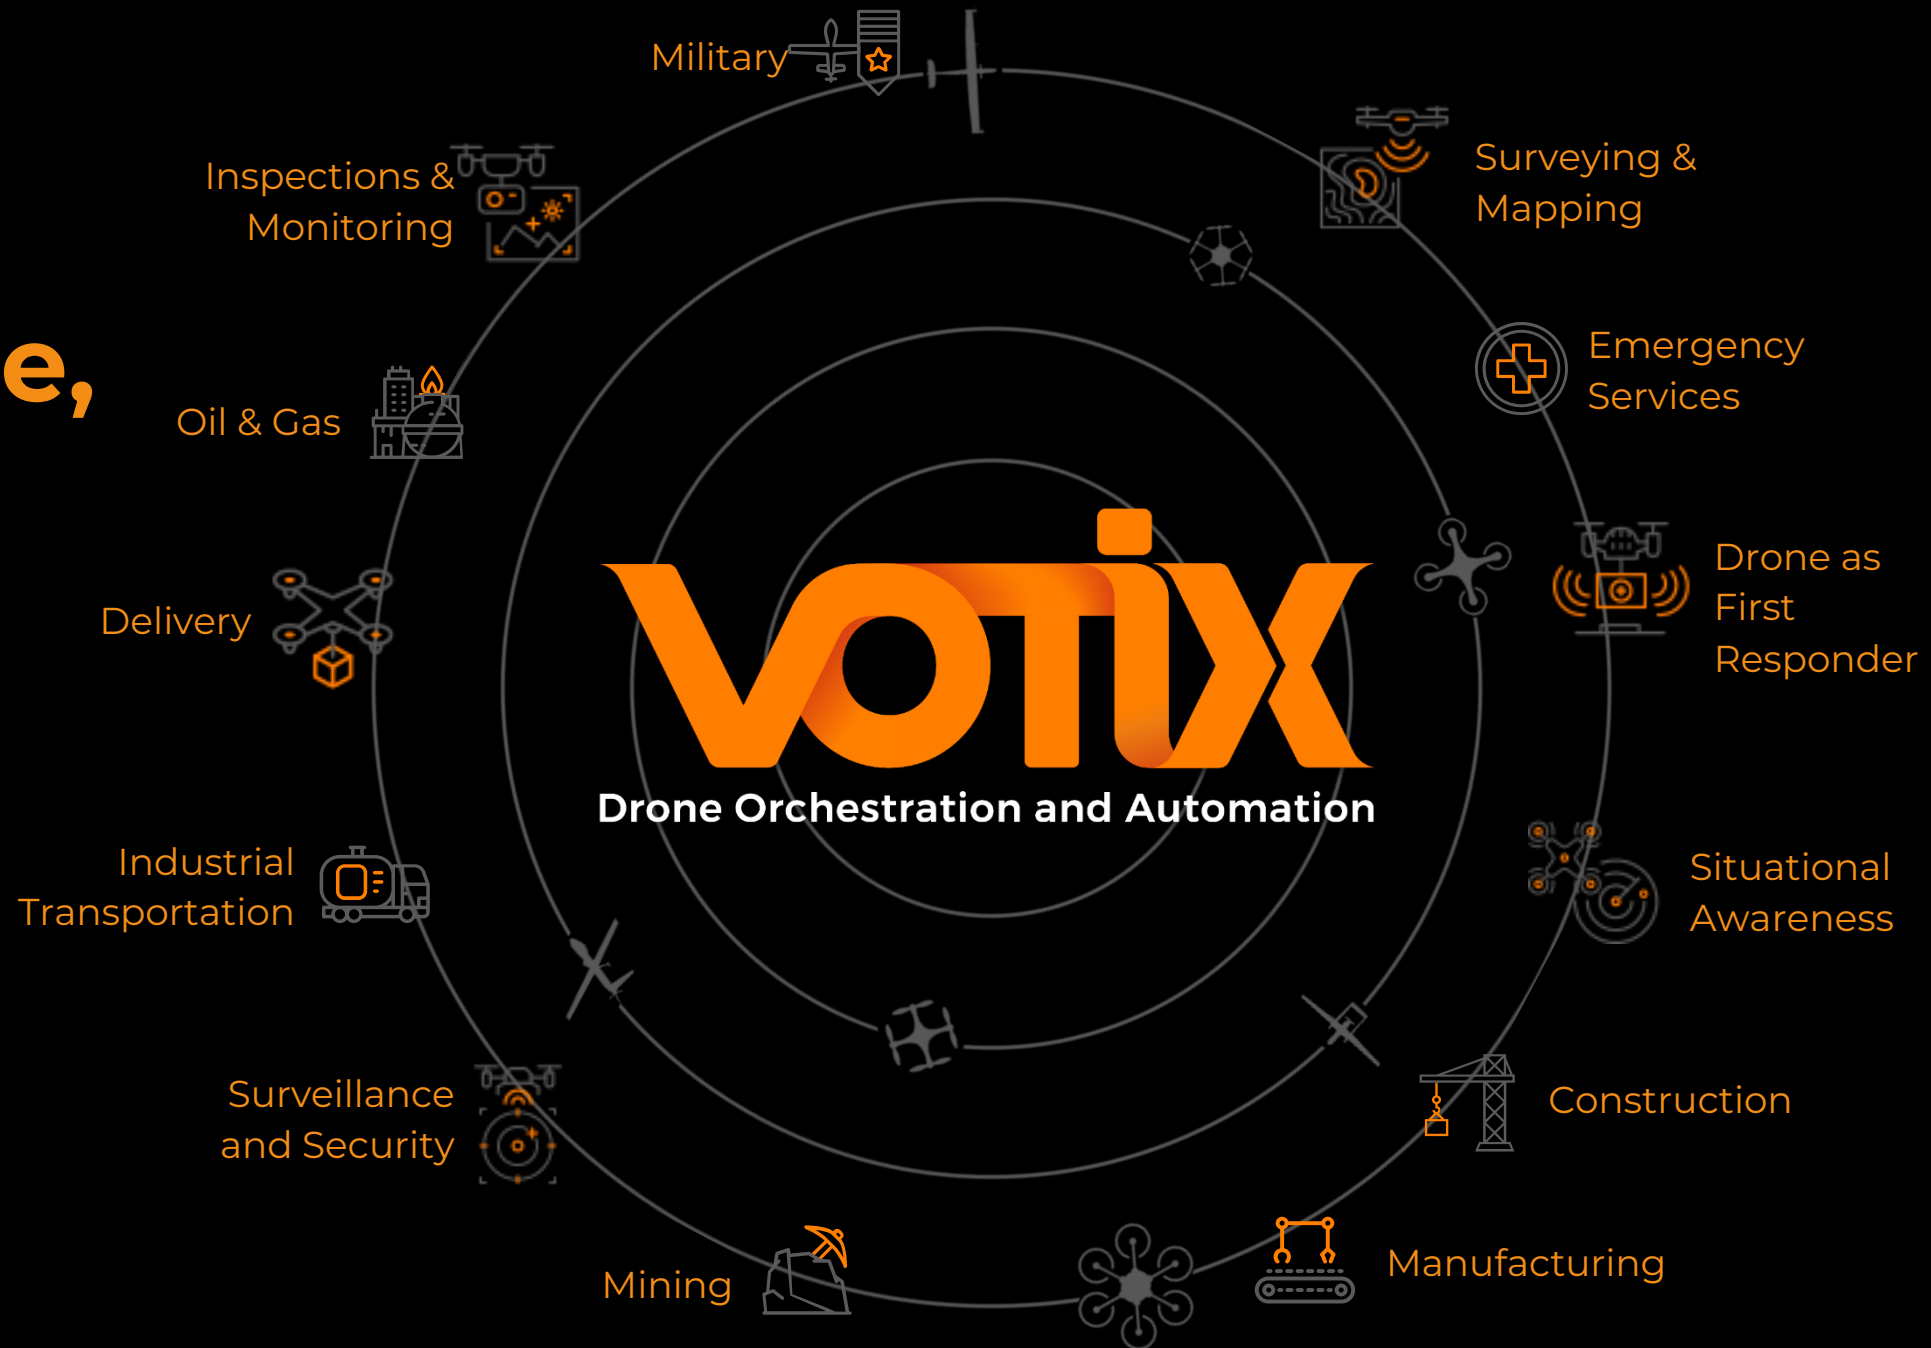 Military
Surveying &
Mapping
Inspections &
Monitoring
Emergency
Services
e,
Oil & Gas
Drone as
First
Responder
Delivery
VOTIX
Drone Orchestration and Automation
Industrial
Transportation
Situational
Awareness
Surveillance
and Security
Construction
Mining
Manufacturing